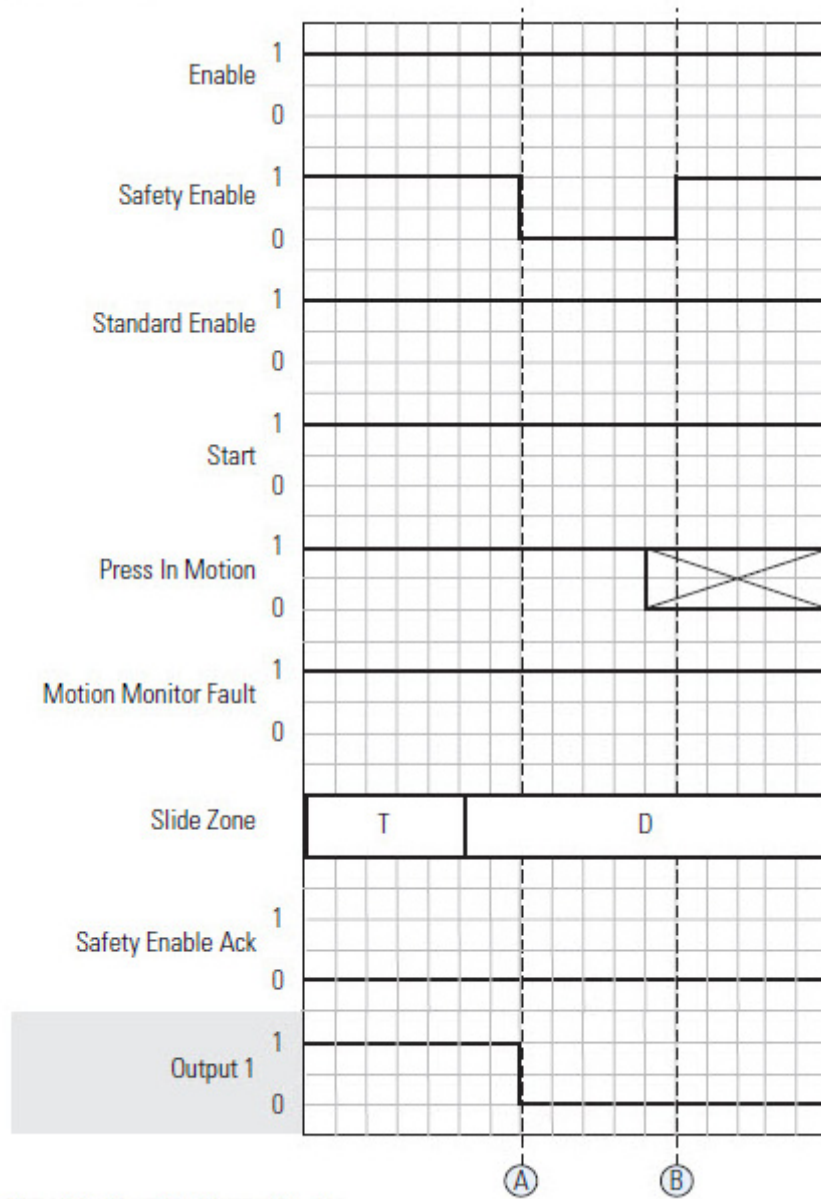 1
Enable
0
1
Safety Enable
0
1
Standard Enable
0
1
Start
0
1
Press In Motion
0
1
Motion Monitor Fault
0
Slide Zone T D
1
Safety Enable Ack
0
1
Output 1
0
A B